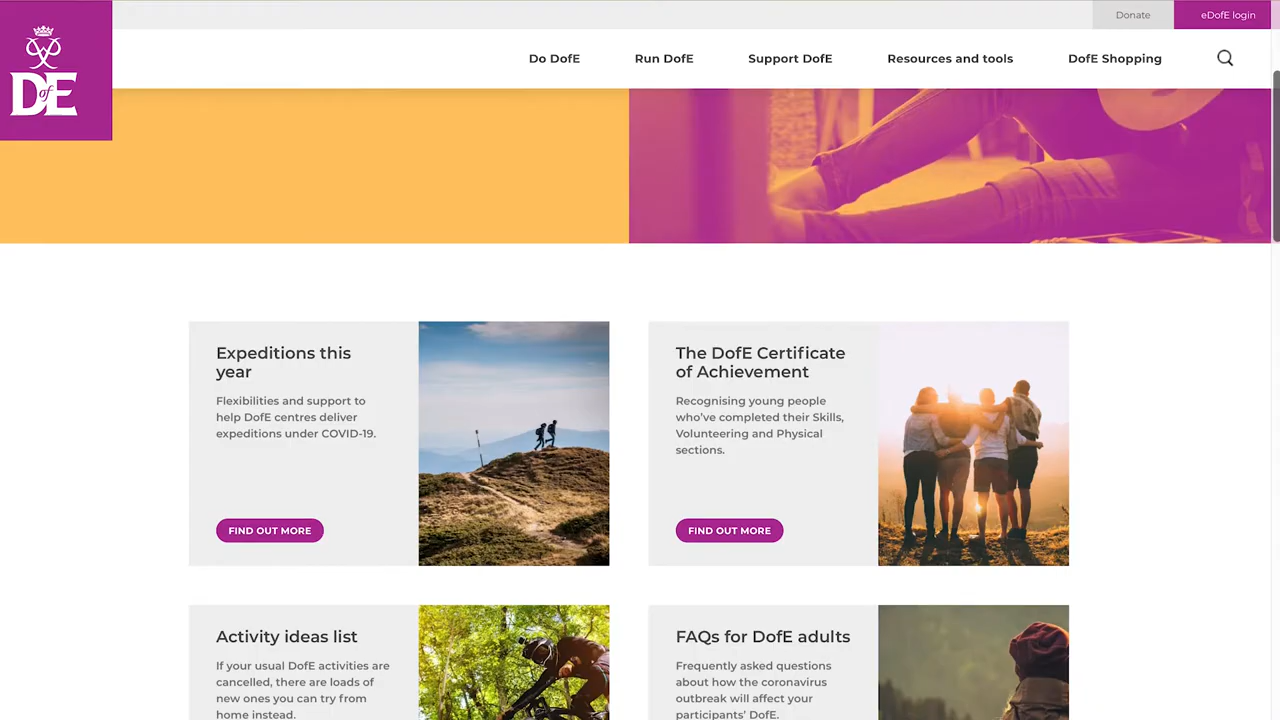 Donate
eDofE login
DofE
Do DofE
Run DofE
Support DofE
Resources and tools
DofE Shopping
Expeditions this
year
Flexibilities and support to
help DofE centres deliver
expeditions under COVID-19.
FIND OUT MORE
The DofE Certificate
of Achievement
Recognising young people
who've completed their Skills,
Volunteering and Physical
sections.
FIND OUT MORE
Activity ideas list
If your usual DofE activities are
cancelled, there are loads of
new ones you can try from
home instead.
FAQs for DofE adults
Frequently asked questions
about how the coronavirus
outbreak will affect your
participants' DofE.